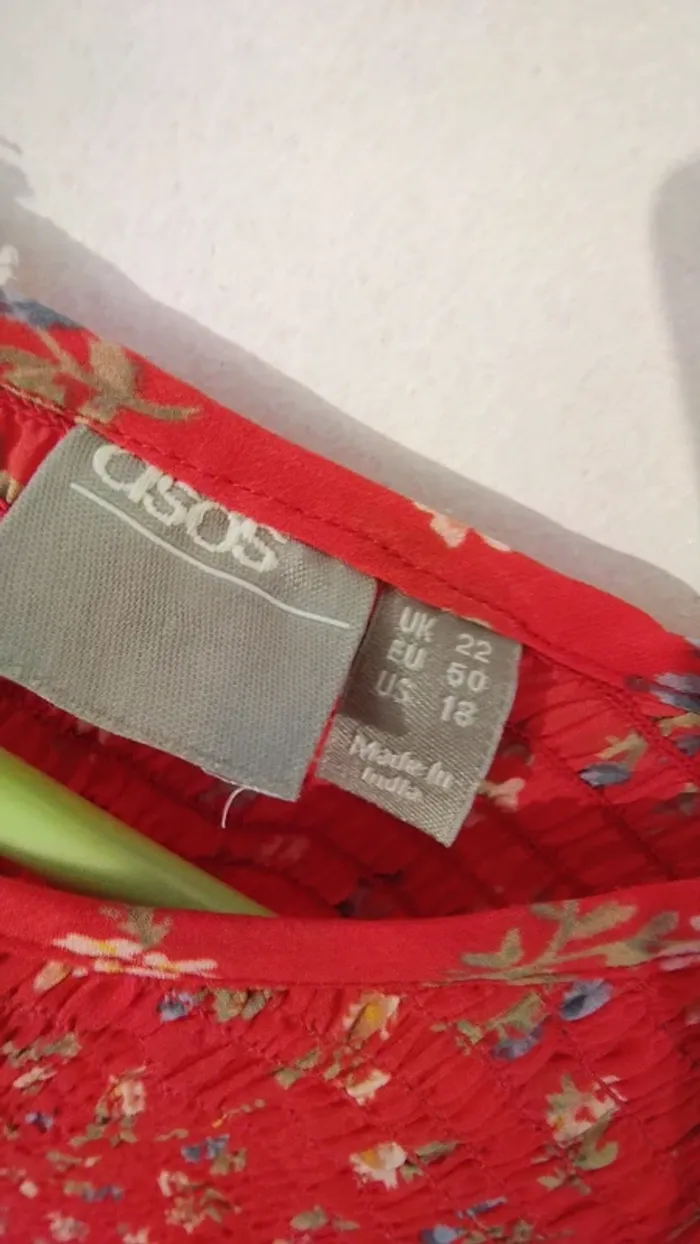 asos
UK 22
EU 50
US 18
Made in
India